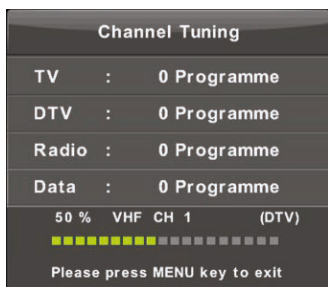 Channel Tuning
TV : 0 Programme
DTV : 0 Programme
Radio : 0 Programme
Data : 0 Programme
50 % VHF CH 1 (DTV)
Please press MENU key to exit